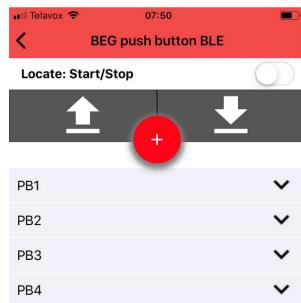 Telavox 07:50
BEG push button BLE
Locate: Start/Stop
+
PB1
PB2
PB3
PB4